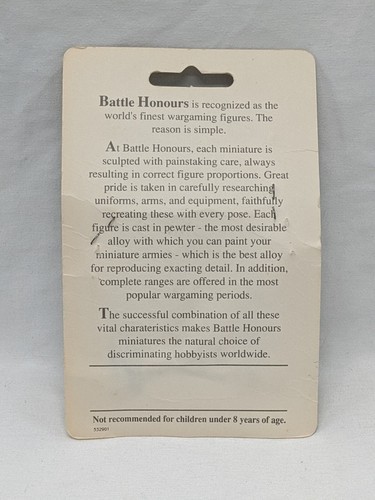 Battle Honours is recognized as the
world's finest wargaming figures. The
reason is simple.
At Battle Honours, each miniature is
sculpted with painstaking care, always
resulting in correct figure proportions. Great
pride is taken in carefully researching
uniforms, arms, and equipment, faithfully
recreating these with every pose. Each
figure is cast in pewter - the most desirable
alloy with which you can paint your
miniature armies - which is the best alloy
for reproducing exacting detail. In addition,
complete ranges are offered in the most
popular wargaming periods.
The successful combination of all these
vital charateristics makes Battle Honours
miniatures the natural choice of
discriminating hobbyists worldwide.
Not recommended for children under 8 years of age.